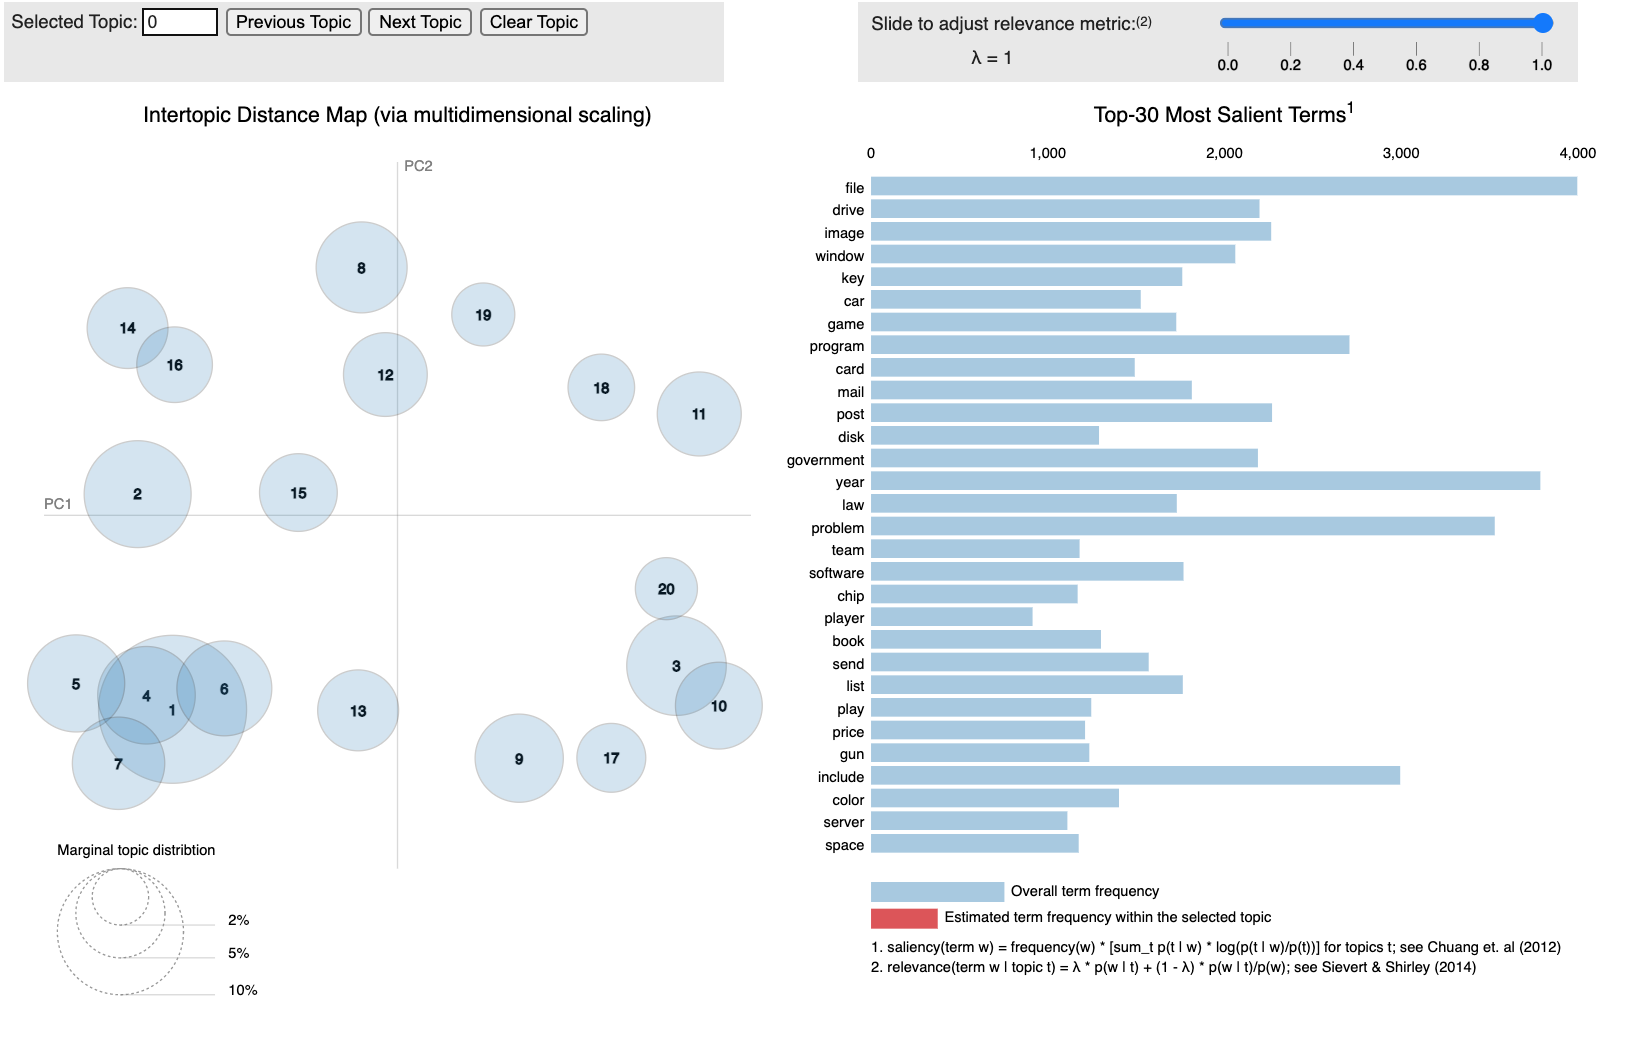 Selected Topic: 0 Previous Topic Next Topic Clear Topic
Slide to adjust relevance metric:(2)
λ = 1
0.0 0.2 0.4 0.6 0.8 1.0
Intertopic Distance Map (via multidimensional scaling)
PC2
PC1
8
14
19
16
12
18
11
2
15
20
5
4
6
1
3
10
13
7
9
17
Marginal topic distribtion
2%
5%
10%
Top-30 Most Salient Terms1
0 1,000 2,000 3,000 4,000
file
drive
image
window
key
car
game
program
card
mail
post
disk
government
year
law
problem
team
software
chip
player
book
send
list
play
price
gun
include
color
server
space
Overall term frequency
Estimated term frequency within the selected topic
1. saliency(term w) = frequency(w) * [sum_t p(t | w) * log(p(t | w)/p(t))] for topics t; see Chuang et. al (2012)
2. relevance(term w | topic t) = λ * p(w | t) + (1 - λ) * p(w | t)/p(w); see Sievert & Shirley (2014)